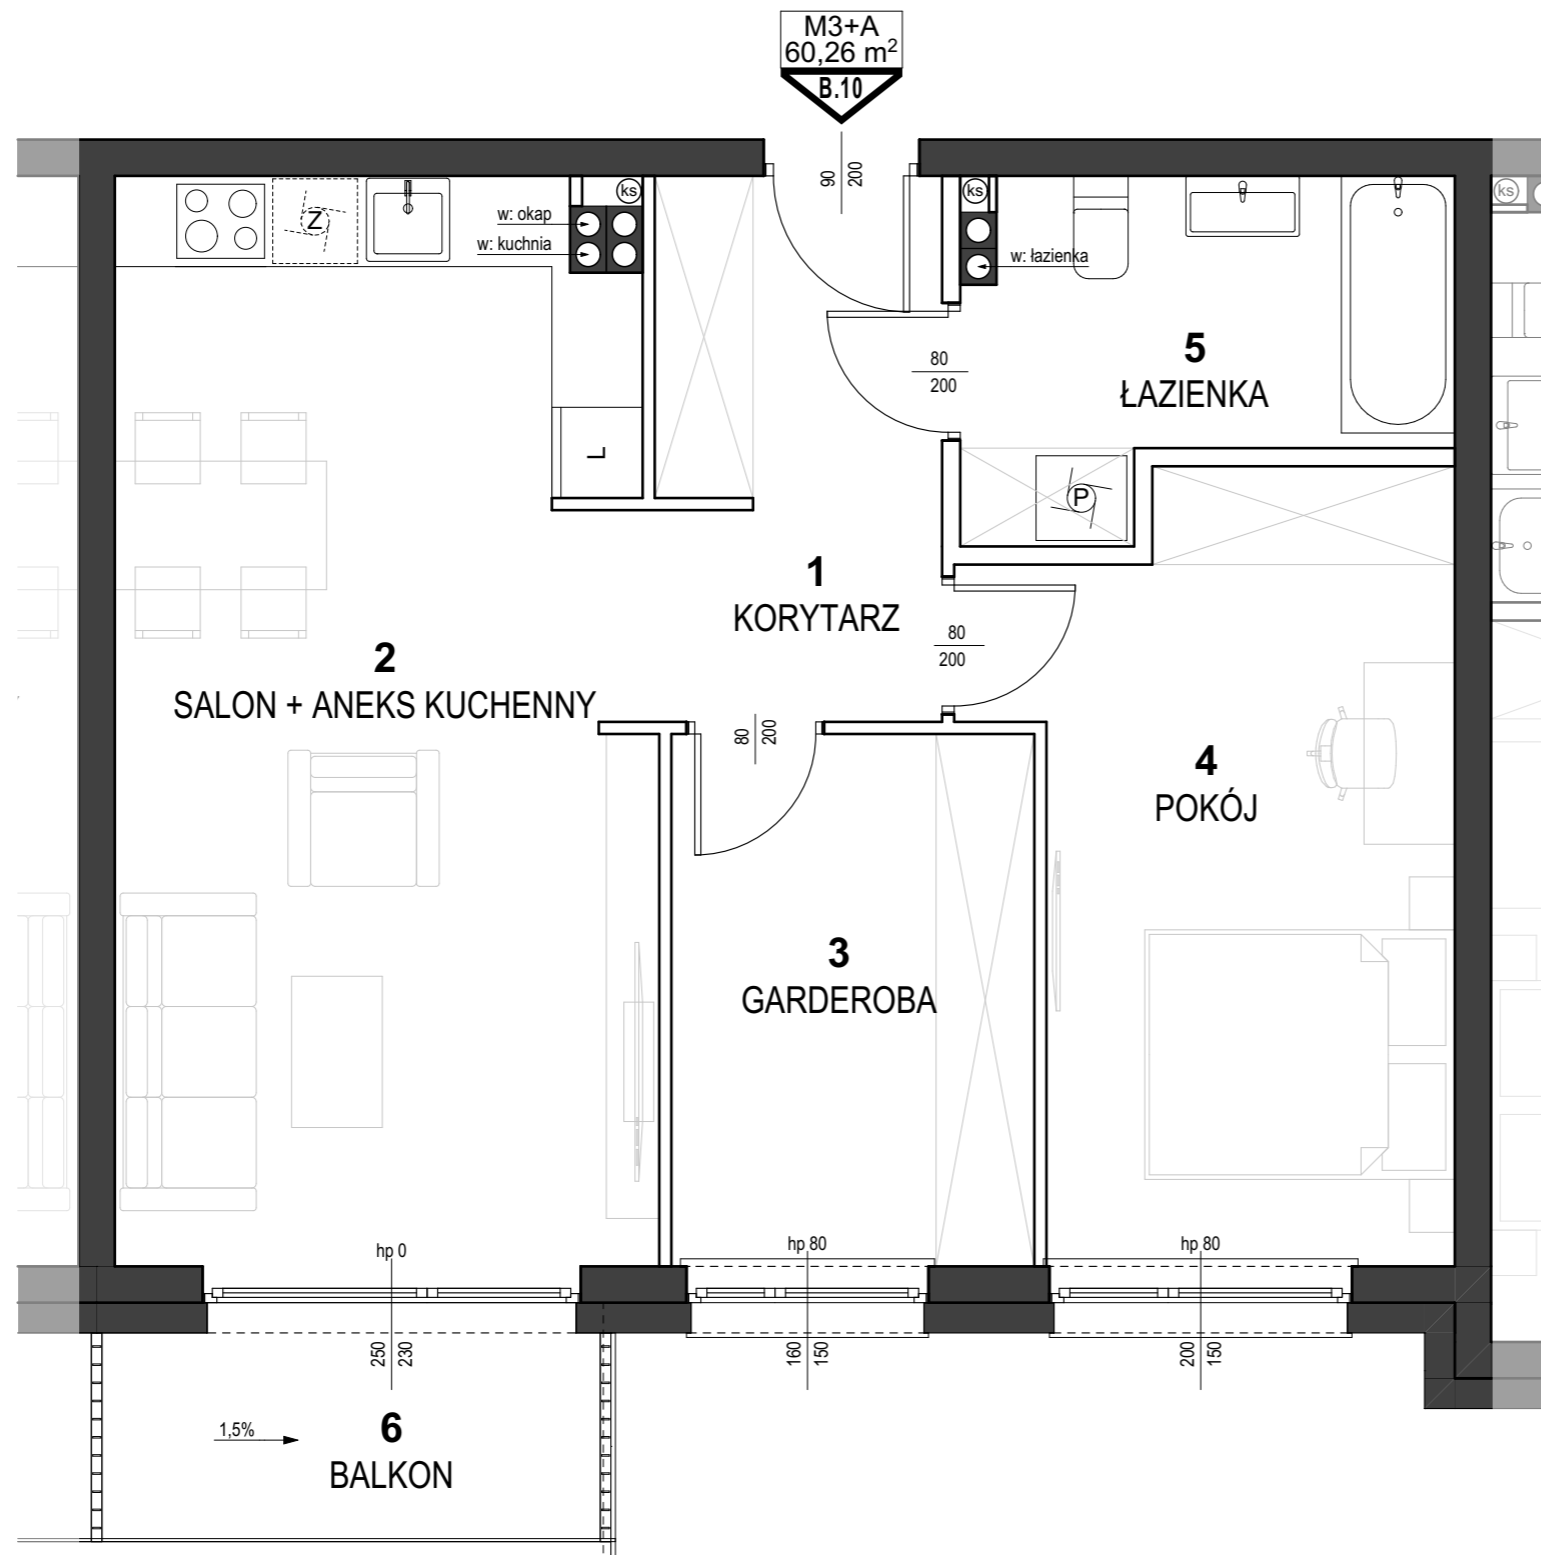 M3+A
60,26 m²
B.10
90
200
ks
ks
ks
Z
w: okap
w: kuchnia
w: łazienka
80
200
5
ŁAZIENKA
L
P
1
KORYTARZ
80
200
2
SALON + ANEKS KUCHENNY
80
200
4
POKÓJ
3
GARDEROBA
hp 0
hp 80
hp 80
250
230
160
150
200
150
1,5%
6
BALKON